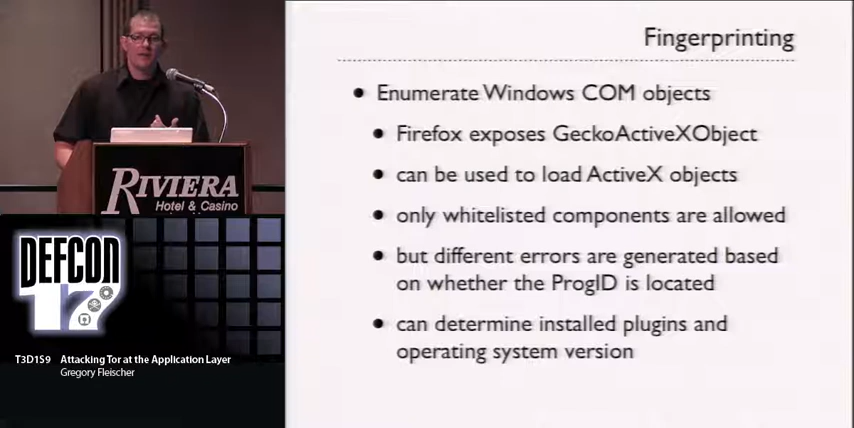 Fingerprinting
Enumerate Windows COM objects
Firefox exposes GeckoActiveXObject
can be used to load ActiveX objects
only whitelisted components are allowed
but different errors are generated based
on whether the ProgID is located
can determine installed plugins and
operating system version
RIVIERA
Hotel & Casino
DEFCON
17
T3D1S9 Attacking Tor at the Application Layer
Gregory Fleischer